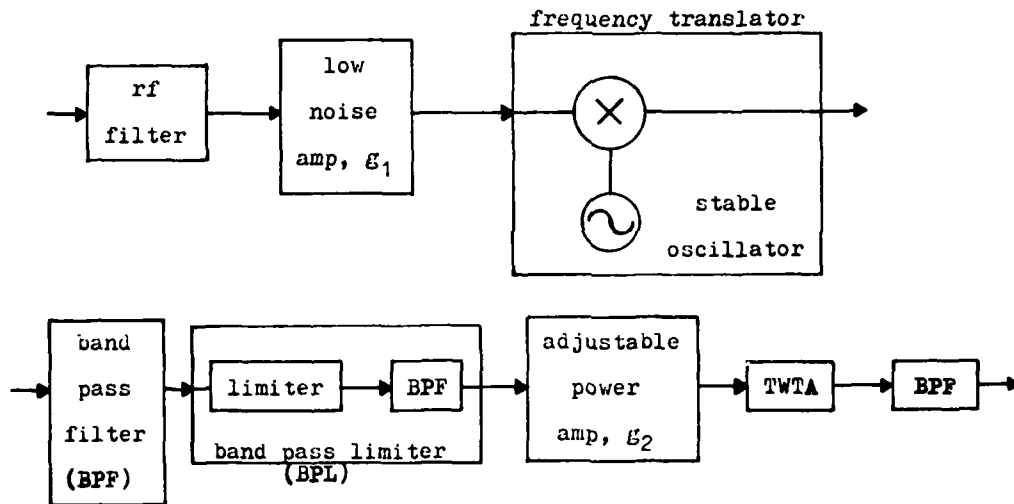 frequency translator
rf
filter
low
noise
amp, g1
stable
oscillator
band
pass
filter
(BPF)
limiter
BPF
band pass limiter
(BPL)
adjustable
power
amp, g2
TWTA
BPF